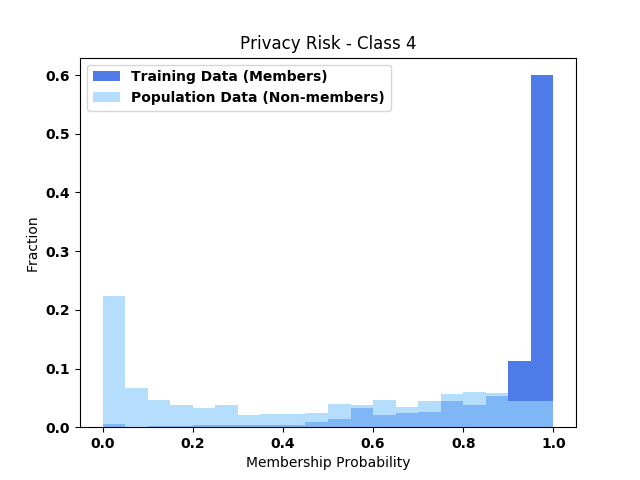 Privacy Risk - Class 4
Training Data (Members)
Population Data (Non-members)
Fraction
0.6
0.5
0.4
0.3
0.2
0.1
0.0
0.0 0.2 0.4 0.6 0.8 1.0
Membership Probability